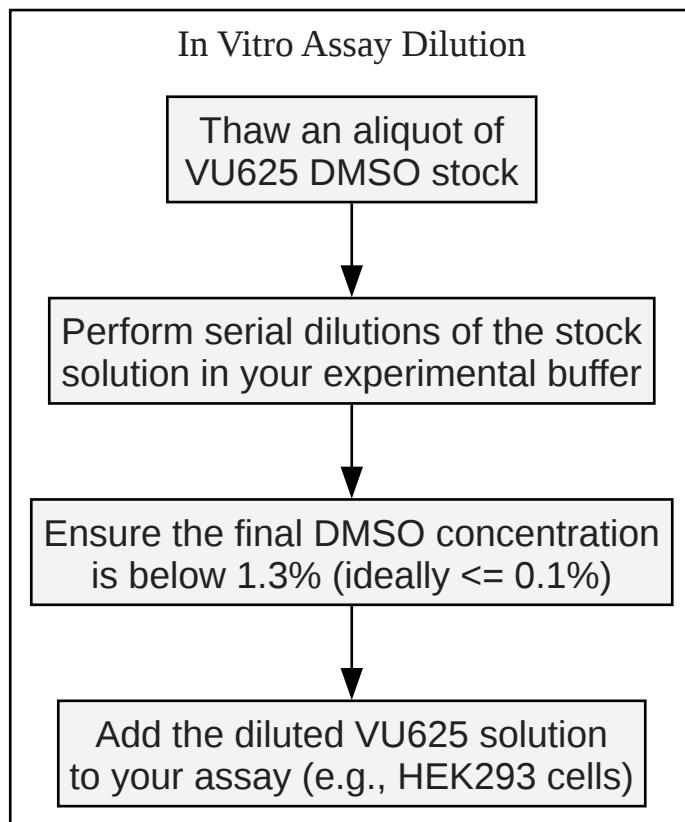 In Vitro Assay Dilution
Thaw an aliquot of
VU625 DMSO stock
Perform serial dilutions of the stock
solution in your experimental buffer
Ensure the final DMSO concentration
is below 1.3% (ideally <= 0.1%)
Add the diluted VU625 solution
to your assay (e.g., HEK293 cells)